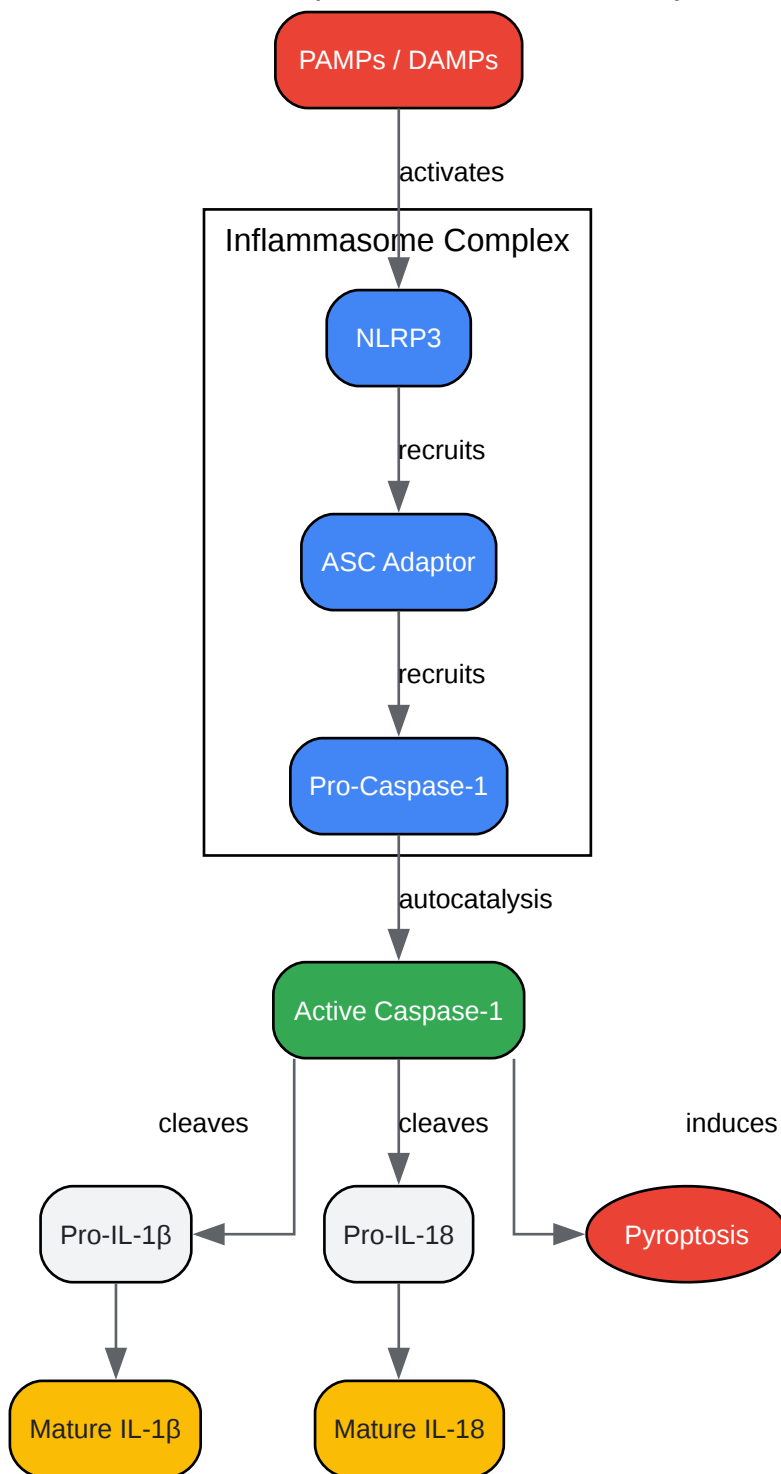 PAMPs / DAMPs
activates
Inflammasome Complex
NLRP3
recruits
ASC Adaptor
recruits
Pro-Caspase-1
autocatalysis
Active Caspase-1
cleaves
cleaves
induces
Pro-IL-1β
Pro-IL-18
Pyroptosis
Mature IL-1β
Mature IL-18